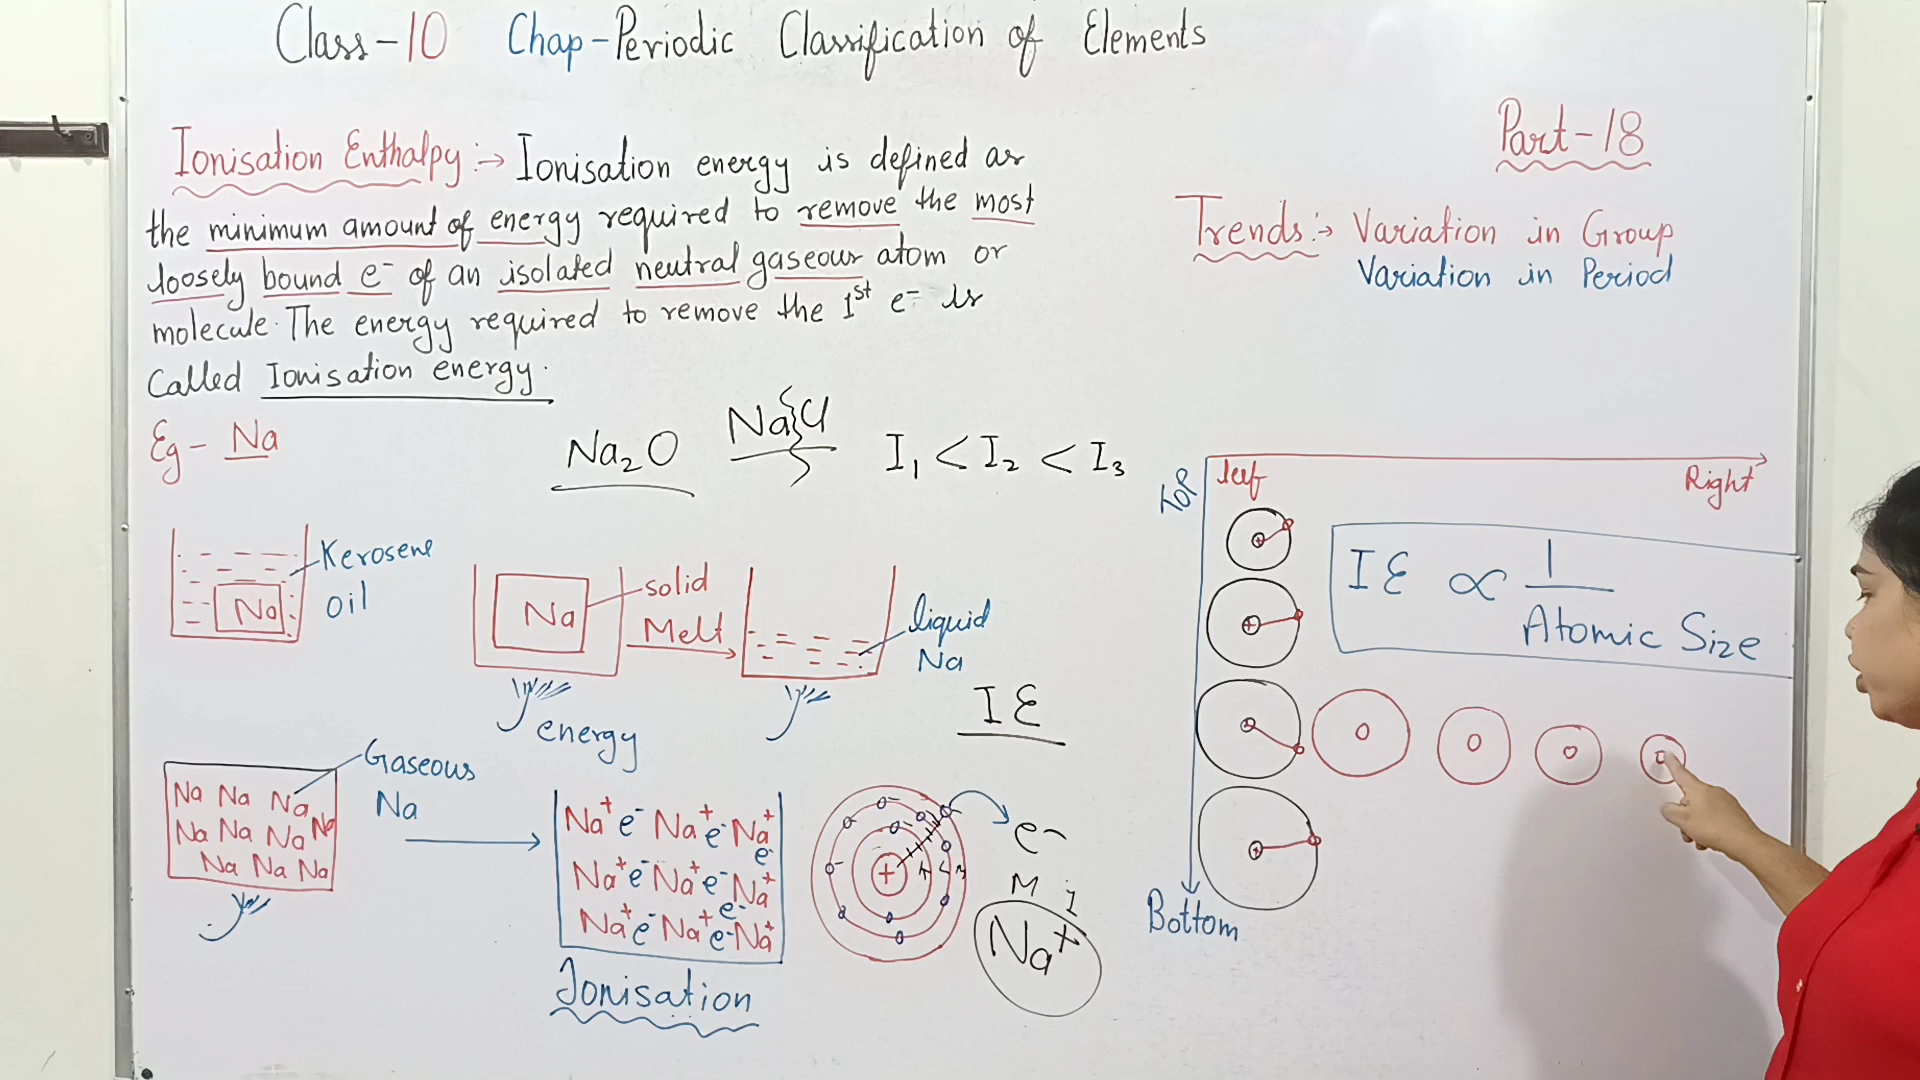 Class-10 Chap-Periodic Classification of Elements
Part-18
Ionisation Enthalpy:→ Ionisation energy is defined as
the minimum amount of energy required to remove the most
loosely bound e⁻ of an isolated neutral gaseous atom or
molecule. The energy required to remove the 1st e⁻ is
Called Ionisation energy.
Trends:→ Variation in Group
Variation in Period
Eg- Na
Na₂O NaCl I₁ < I₂ < I₃
Kerosene
oil
Na
Na
solid
Melt
liquid
Na
energy
IE
Gaseous
Na
Na Na Na
Na Na Na Na
Na Na Na
Na⁺ e⁻ Na⁺ e⁻ Na⁺
e⁻
Na⁺ e⁻ Na⁺ e⁻ Na⁺
e⁻
Na⁺ e⁻ Na⁺ e⁻ Na⁺
Ionisation
+
K L M
e⁻
M 1
Na⁺
TOP
leef
Right
IE ∝ 1
Atomic Size
Bottom